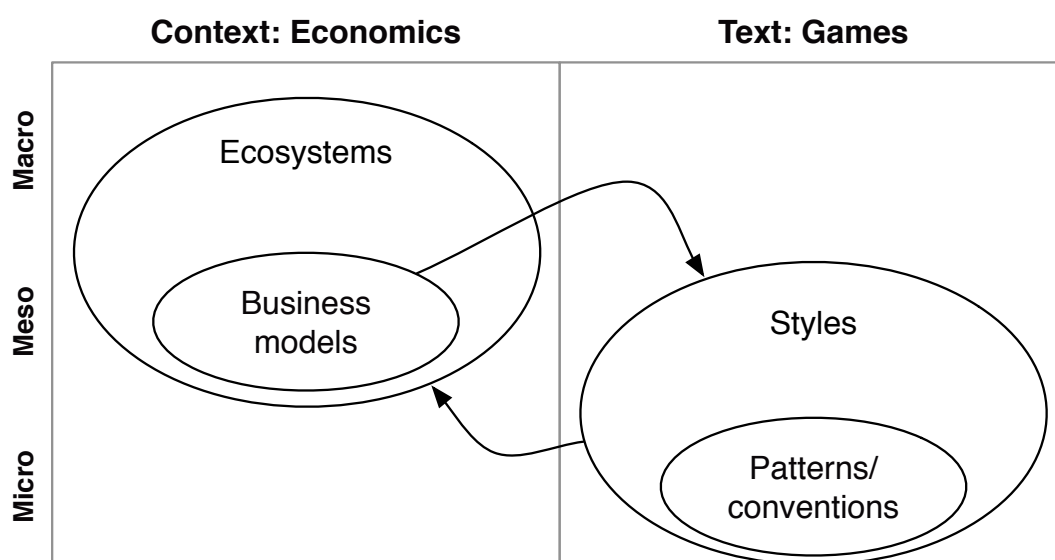 Context: Economics
Text: Games
Macro
Ecosystems
Meso
Business
models
Styles
Micro
Patterns/
conventions